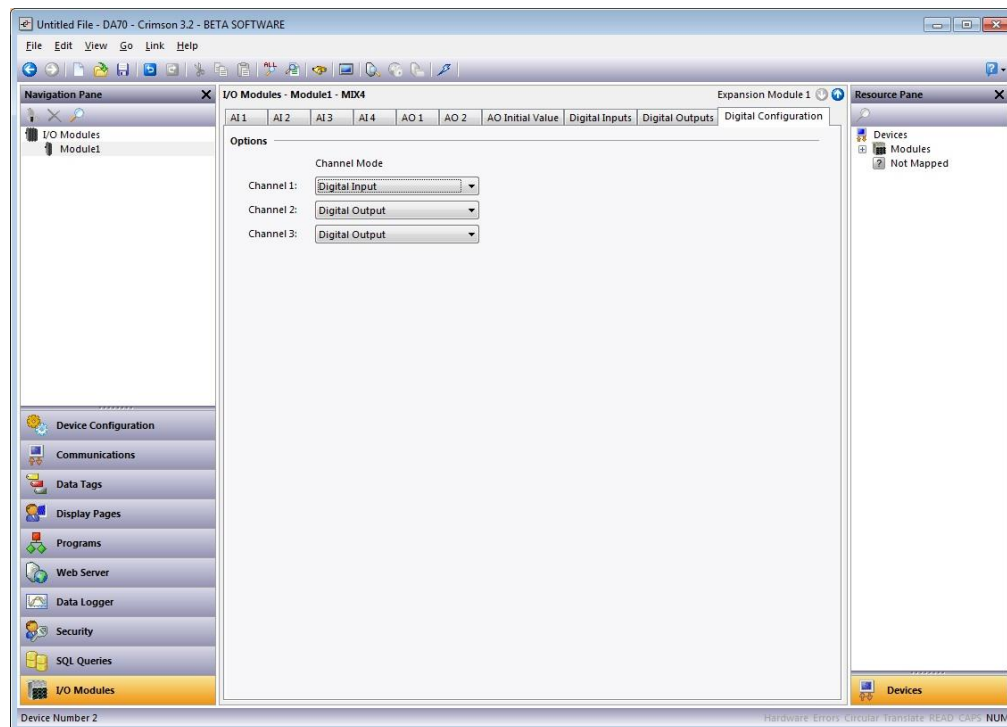 Untitled File - DA70 - Crimson 3.2 - BETA SOFTWARE
File Edit View Go Link Help
Navigation Pane
I/O Modules
Module1
I/O Modules - Module1 - MIX4
Expansion Module 1
AI 1 AI 2 AI 3 AI 4 AO 1 AO 2 AO Initial Value Digital Inputs Digital Outputs Digital Configuration
Options
Channel Mode
Channel 1: Digital Input
Channel 2: Digital Output
Channel 3: Digital Output
Resource Pane
Devices
Modules
Not Mapped
Device Configuration
Communications
Data Tags
Display Pages
Programs
Web Server
Data Logger
Security
SQL Queries
I/O Modules
Devices
Device Number 2
Hardware Errors Circular Translate READ CAPS NUM